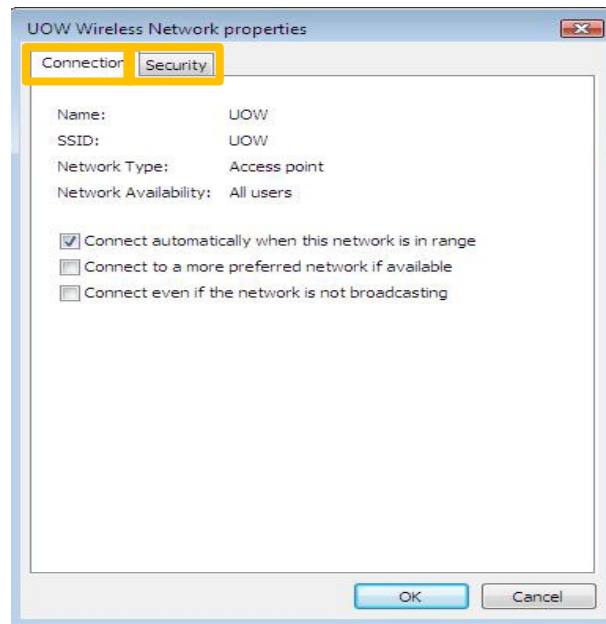 UOW Wireless Network properties
Connection Security
Name: UOW
SSID: UOW
Network Type: Access point
Network Availability: All users
Connect automatically when this network is in range
Connect to a more preferred network if available
Connect even if the network is not broadcasting
OK Cancel